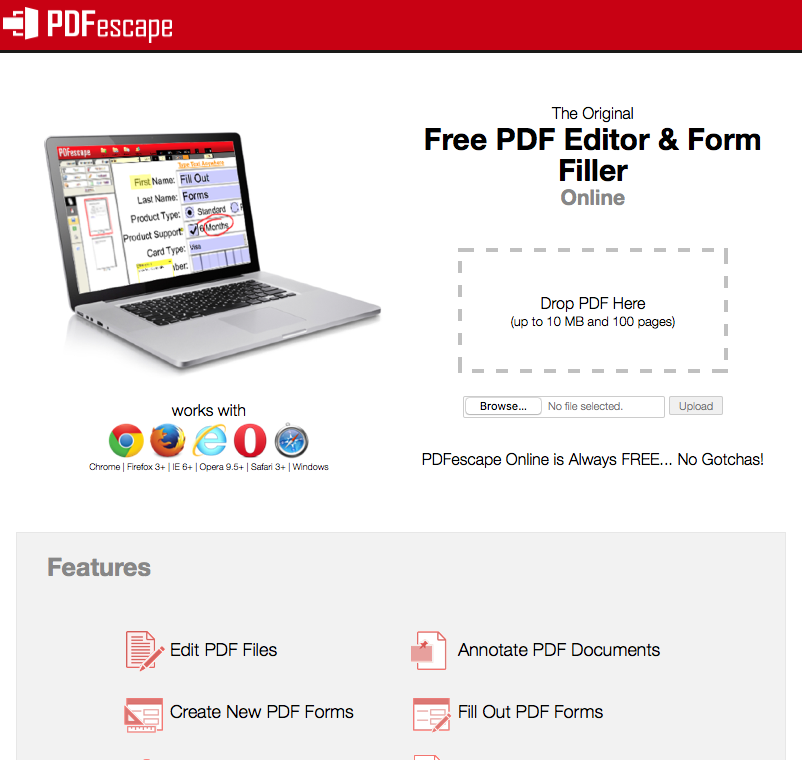 PDFescape
The Original
Free PDF Editor & Form
Filler
Online
PDFescape
Type Text Anywhere
First Name: Fill Out
Last Name: Forms
Product Type: Standard
Product Support: 6 Months
Card Type: Visa
Drop PDF Here
(up to 10 MB and 100 pages)
Browse... No file selected. Upload
works with
Chrome | Firefox 3+ | IE 6+ | Opera 9.5+ | Safari 3+ | Windows
PDFescape Online is Always FREE... No Gotchas!
Features
Edit PDF Files
Annotate PDF Documents
Create New PDF Forms
Fill Out PDF Forms